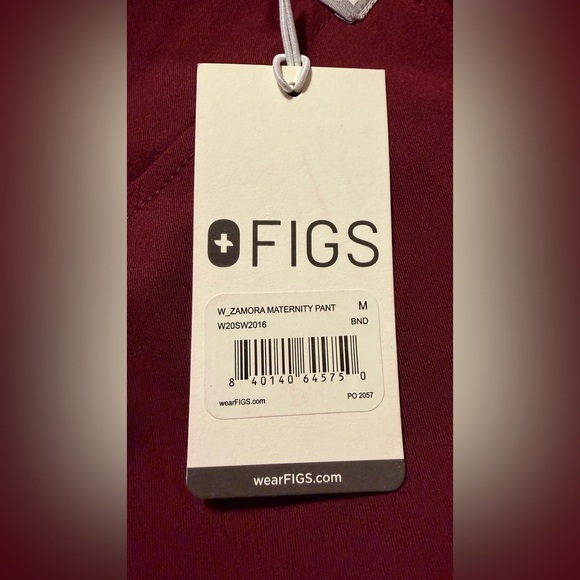 FIGS
W_ZAMORA MATERNITY PANT M
W20SW2016 BND
8 40140 64575 0
wearFIGS.com PO 2057
wearFIGS.com